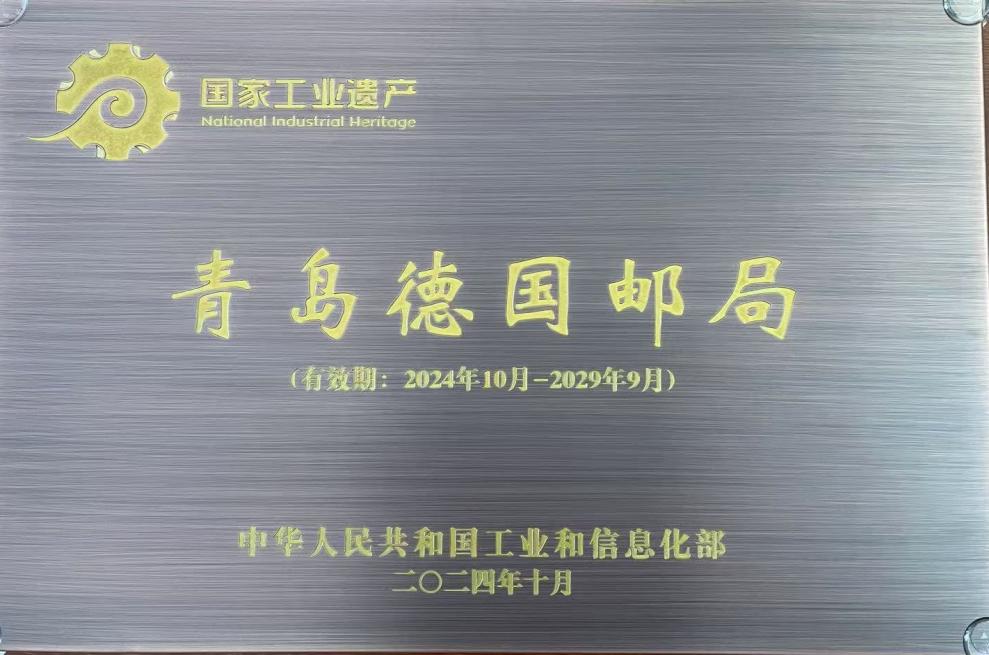 国家工业遗产
National Industrial Heritage
青岛德国邮局
(有效期：2024年10月-2029年9月)
中华人民共和国工业和信息化部
二〇二四年十月